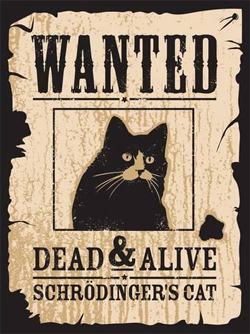 WANTED
DEAD & ALIVE
SCHRÖDINGER'S CAT